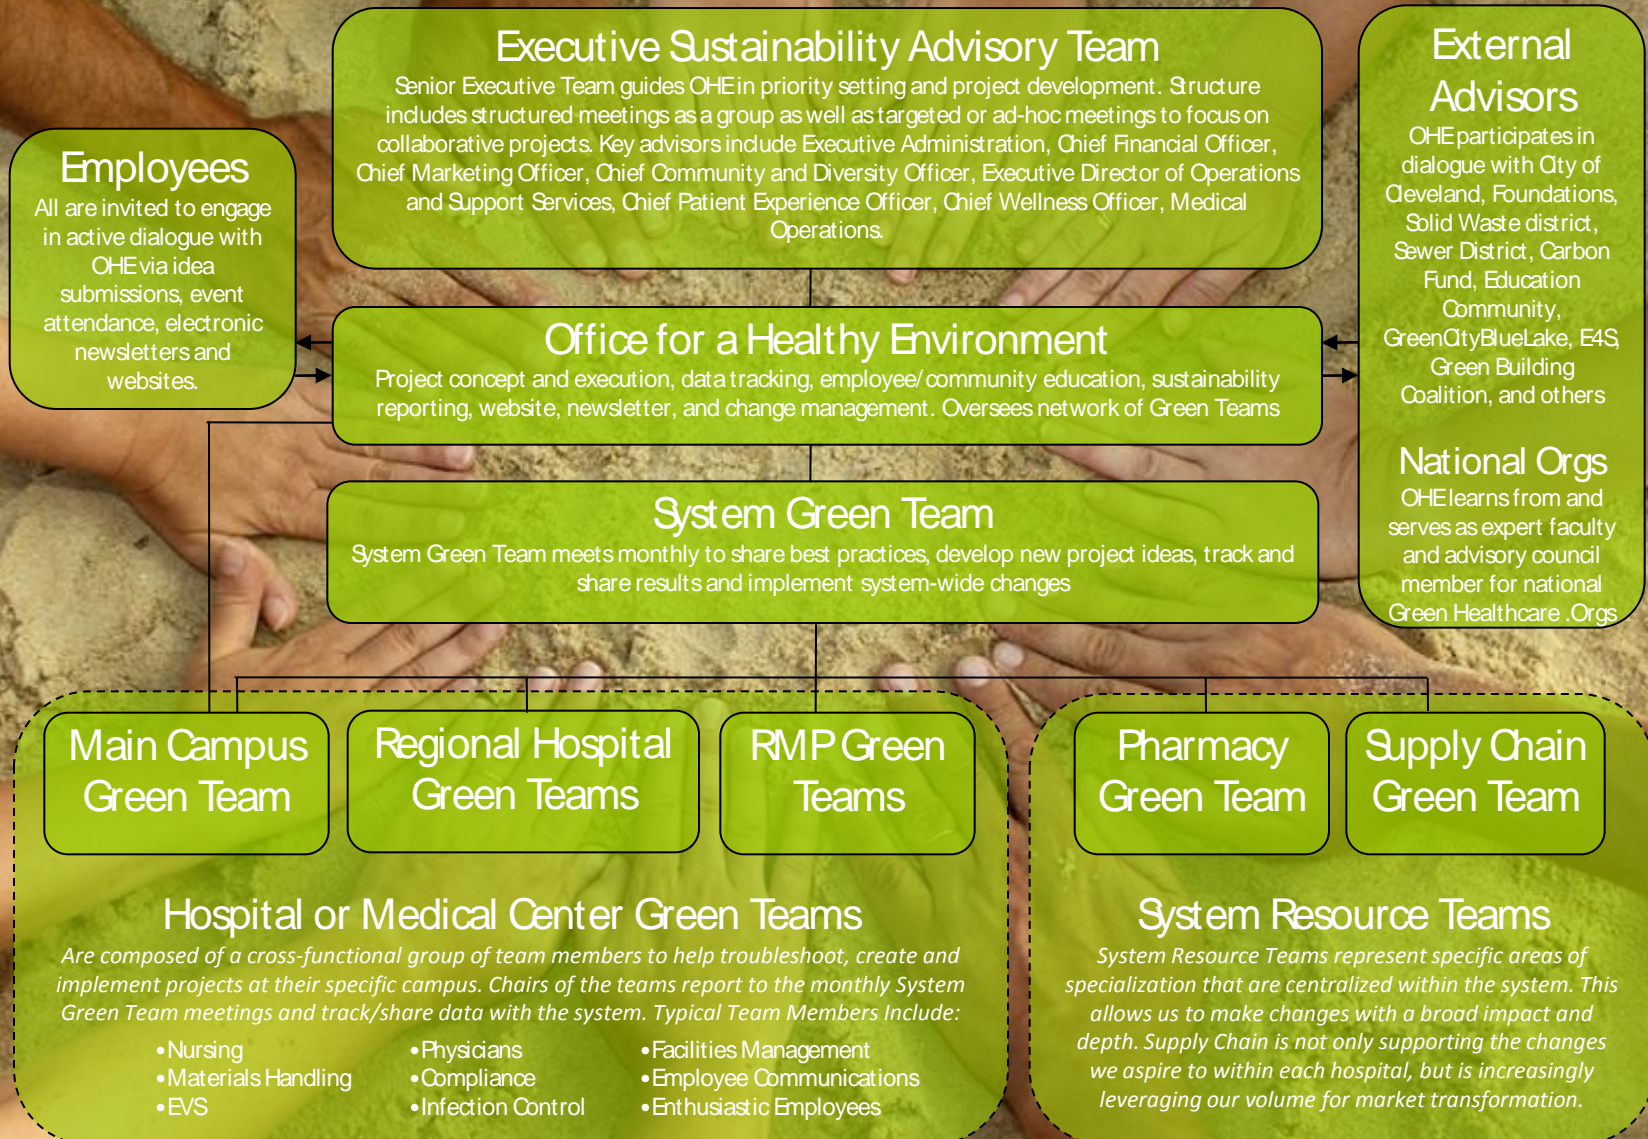 Executive Sustainability Advisory Team
Senior Executive Team guides OHE in priority setting and project development. Structure
includes structured meetings as a group as well as targeted or ad-hoc meetings to focus on
collaborative projects. Key advisors include Executive Administration, Chief Financial Officer,
Chief Marketing Officer, Chief Community and Diversity Officer, Executive Director of Operations
and Support Services, Chief Patient Experience Officer, Chief Wellness Officer, Medical
Operations.
External
Advisors
OHE participates in
dialogue with City of
Cleveland, Foundations,
Solid Waste district,
Sewer District, Carbon
Fund, Education
Community,
GreenCityBlueLake, E4S,
Green Building
Coalition, and others
National Orgs
OHE learns from and
serves as expert faculty
and advisory council
member for national
Green Healthcare .Orgs
Employees
All are invited to engage
in active dialogue with
OHE via idea
submissions, event
attendance, electronic
newsletters and
websites.
Office for a Healthy Environment
Project concept and execution, data tracking, employee/community education, sustainability
reporting, website, newsletter, and change management. Oversees network of Green Teams
System Green Team
System Green Team meets monthly to share best practices, develop new project ideas, track and
share results and implement system-wide changes
Main Campus
Green Team
Regional Hospital
Green Teams
RMP Green
Teams
Pharmacy
Green Team
Supply Chain
Green Team
Hospital or Medical Center Green Teams
Are composed of a cross-functional group of team members to help troubleshoot, create and
implement projects at their specific campus. Chairs of the teams report to the monthly System
Green Team meetings and track/share data with the system. Typical Team Members Include:
•Nursing
•Materials Handling
•EVS
•Physicians
•Compliance
•Infection Control
•Facilities Management
•Employee Communications
•Enthusiastic Employees
System Resource Teams
System Resource Teams represent specific areas of
specialization that are centralized within the system. This
allows us to make changes with a broad impact and
depth. Supply Chain is not only supporting the changes
we aspire to within each hospital, but is increasingly
leveraging our volume for market transformation.